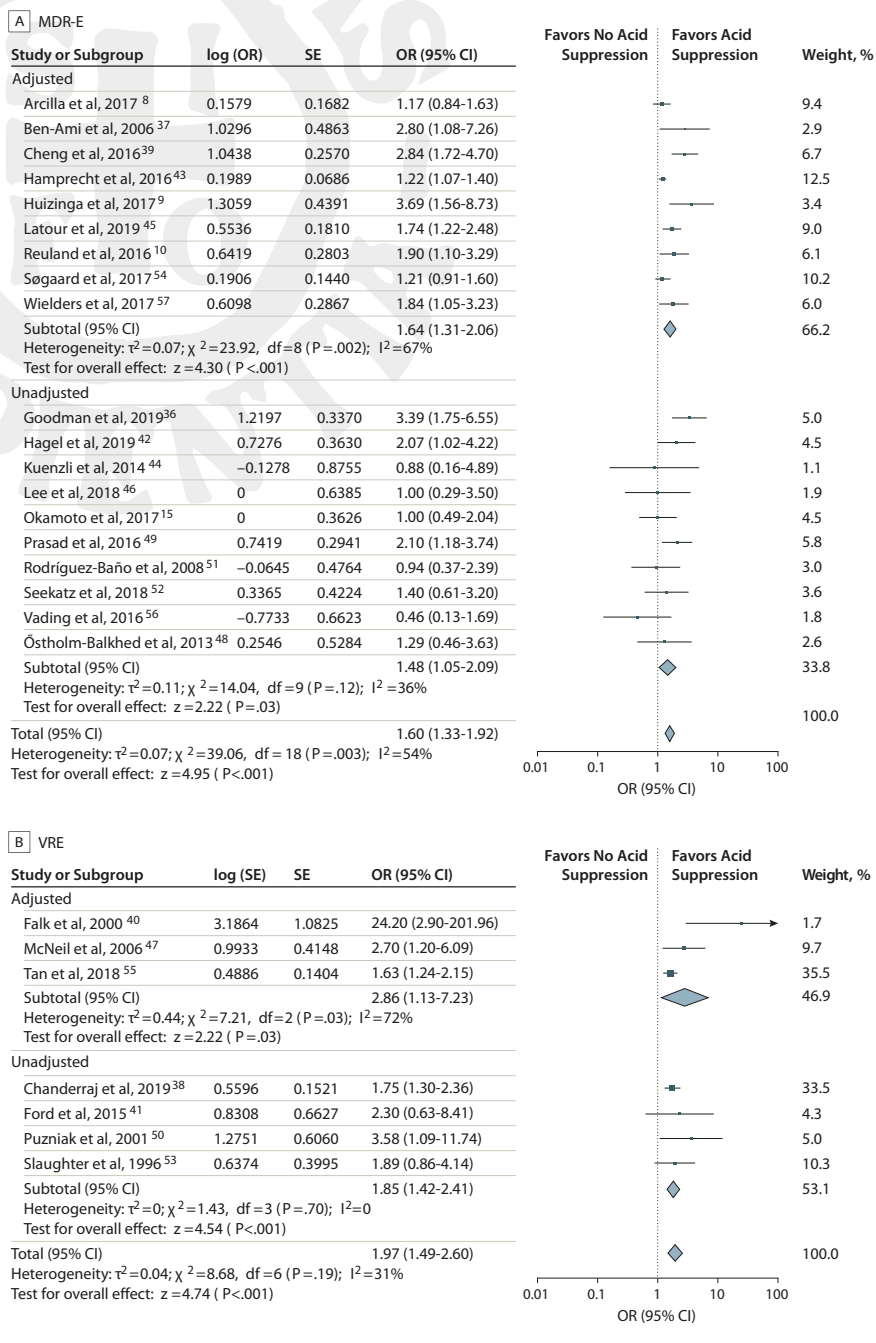 A MDR-E
Favors No Acid Suppression Favors Acid Suppression
Study or Subgroup log (OR) SE OR (95% CI) Weight, %
Adjusted
Arcilla et al, 2017 8 0.1579 0.1682 1.17 (0.84-1.63) 9.4
Ben-Ami et al, 2006 37 1.0296 0.4863 2.80 (1.08-7.26) 2.9
Cheng et al, 2016 39 1.0438 0.2570 2.84 (1.72-4.70) 6.7
Hamprecht et al, 2016 43 0.1989 0.0686 1.22 (1.07-1.40) 12.5
Huizinga et al, 2017 9 1.3059 0.4391 3.69 (1.56-8.73) 3.4
Latour et al, 2019 45 0.5536 0.1810 1.74 (1.22-2.48) 9.0
Reuland et al, 2016 10 0.6419 0.2803 1.90 (1.10-3.29) 6.1
Søgaard et al, 2017 54 0.1906 0.1440 1.21 (0.91-1.60) 10.2
Wielders et al, 2017 57 0.6098 0.2867 1.84 (1.05-3.23) 6.0
Subtotal (95% CI) 1.64 (1.31-2.06) 66.2
Heterogeneity: τ2=0.07; χ2=23.92, df=8 (P=.002); I2=67%
Test for overall effect: z=4.30 (P<.001)
Unadjusted
Goodman et al, 2019 36 1.2197 0.3370 3.39 (1.75-6.55) 5.0
Hagel et al, 2019 42 0.7276 0.3630 2.07 (1.02-4.22) 4.5
Kuenzli et al, 2014 44 –0.1278 0.8755 0.88 (0.16-4.89) 1.1
Lee et al, 2018 46 0 0.6385 1.00 (0.29-3.50) 1.9
Okamoto et al, 2017 15 0 0.3626 1.00 (0.49-2.04) 4.5
Prasad et al, 2016 49 0.7419 0.2941 2.10 (1.18-3.74) 5.8
Rodríguez-Baño et al, 2008 51 –0.0645 0.4764 0.94 (0.37-2.39) 3.0
Seekatz et al, 2018 52 0.3365 0.4224 1.40 (0.61-3.20) 3.6
Vading et al, 2016 56 –0.7733 0.6623 0.46 (0.13-1.69) 1.8
Őstholm-Balkhed et al, 2013 48 0.2546 0.5284 1.29 (0.46-3.63) 2.6
Subtotal (95% CI) 1.48 (1.05-2.09) 33.8
Heterogeneity: τ2=0.11; χ2=14.04, df=9 (P=.12); I2=36%
Test for overall effect: z=2.22 (P=.03)
100.0
Total (95% CI) 1.60 (1.33-1.92)
Heterogeneity: τ2=0.07; χ2=39.06, df=18 (P=.003); I2=54%
Test for overall effect: z=4.95 (P<.001)
0.01 0.1 1 10 100
OR (95% CI)
B VRE
Favors No Acid Suppression Favors Acid Suppression
Study or Subgroup log (SE) SE OR (95% CI) Weight, %
Adjusted
Falk et al, 2000 40 3.1864 1.0825 24.20 (2.90-201.96) 1.7
McNeil et al, 2006 47 0.9933 0.4148 2.70 (1.20-6.09) 9.7
Tan et al, 2018 55 0.4886 0.1404 1.63 (1.24-2.15) 35.5
Subtotal (95% CI) 2.86 (1.13-7.23) 46.9
Heterogeneity: τ2=0.44; χ2=7.21, df=2 (P=.03); I2=72%
Test for overall effect: z=2.22 (P=.03)
Unadjusted
Chanderraj et al, 2019 38 0.5596 0.1521 1.75 (1.30-2.36) 33.5
Ford et al, 2015 41 0.8308 0.6627 2.30 (0.63-8.41) 4.3
Puzniak et al, 2001 50 1.2751 0.6060 3.58 (1.09-11.74) 5.0
Slaughter et al, 1996 53 0.6374 0.3995 1.89 (0.86-4.14) 10.3
Subtotal (95% CI) 1.85 (1.42-2.41) 53.1
Heterogeneity: τ2=0; χ2=1.43, df=3 (P=.70); I2=0
Test for overall effect: z=4.54 (P<.001)
Total (95% CI) 1.97 (1.49-2.60) 100.0
Heterogeneity: τ2=0.04; χ2=8.68, df=6 (P=.19); I2=31%
Test for overall effect: z=4.74 (P<.001)
0.01 0.1 1 10 100
OR (95% CI)